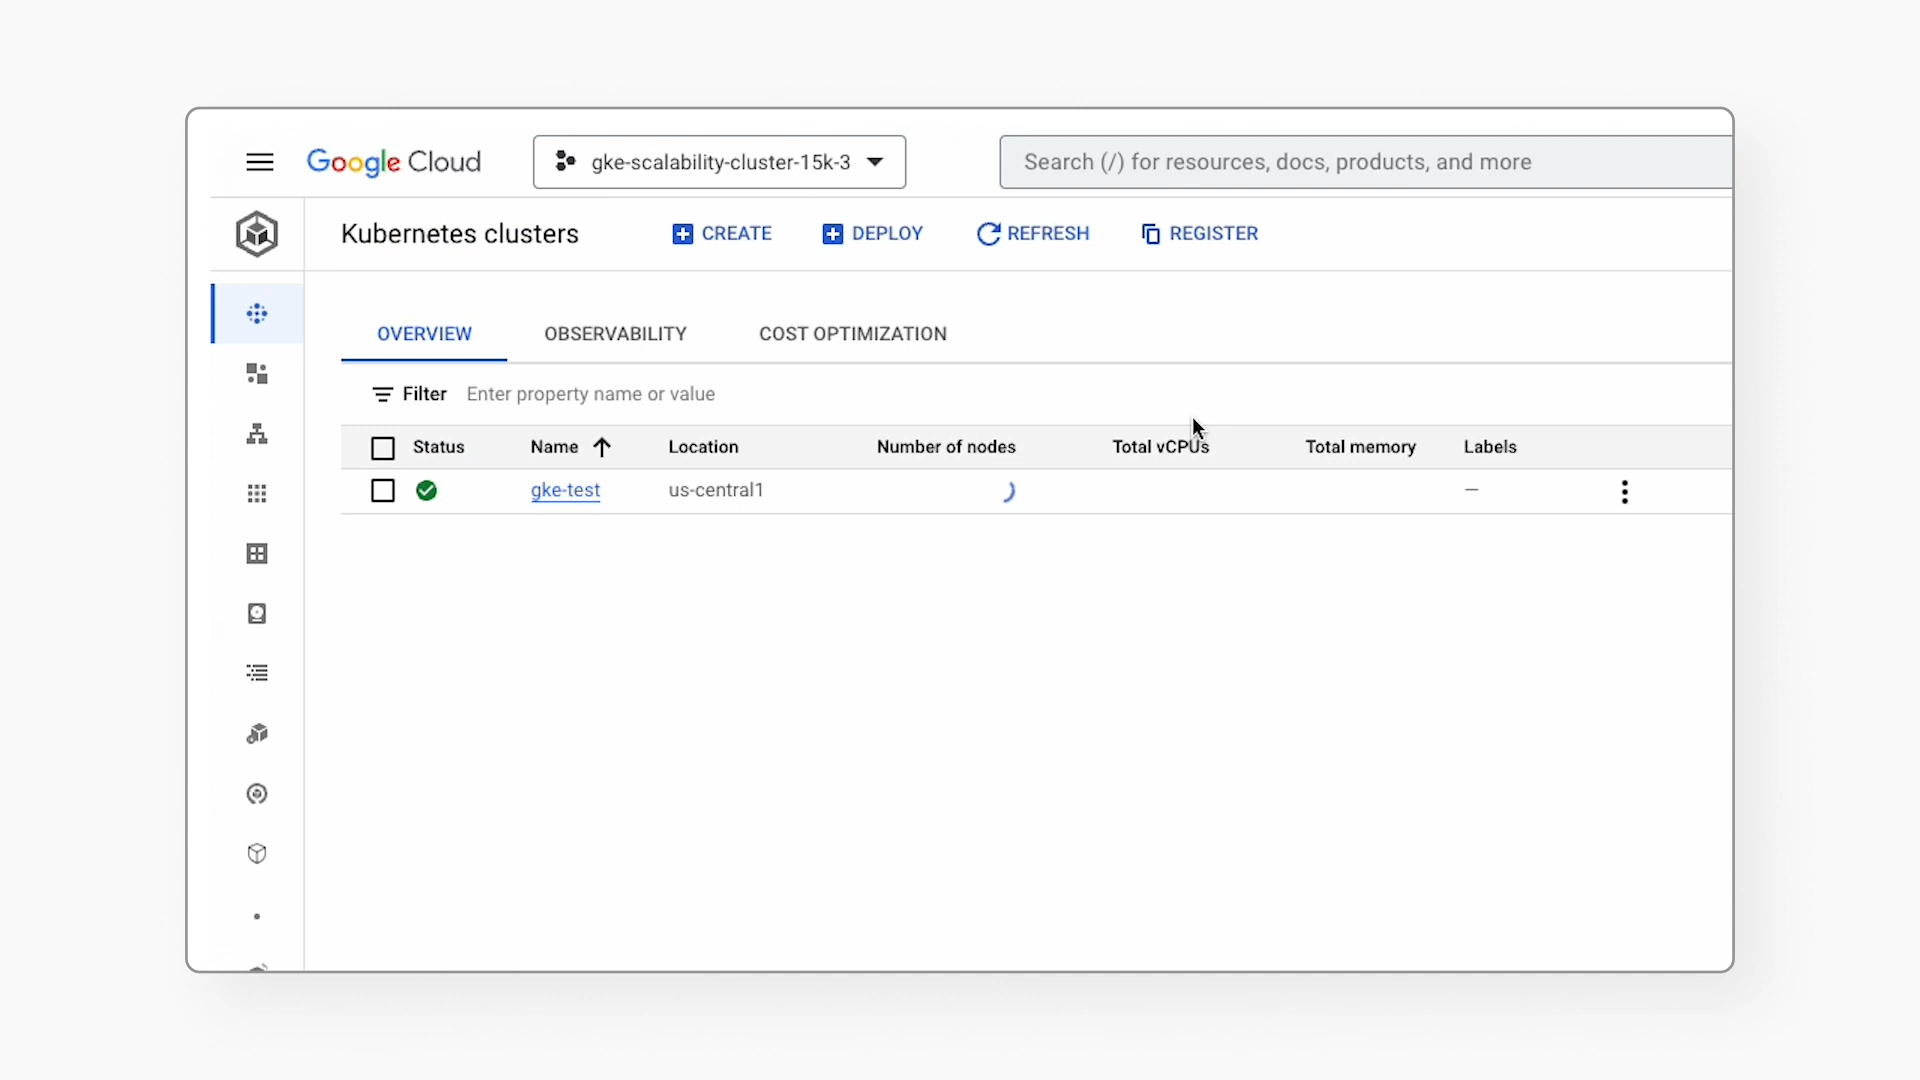 Google Cloud
gke-scalability-cluster-15k-3
Search (/) for resources, docs, products, and more
Kubernetes clusters
CREATE
DEPLOY
REFRESH
REGISTER
OVERVIEW
OBSERVABILITY
COST OPTIMIZATION
Filter Enter property name or value
Status Name Location Number of nodes Total vCPUs Total memory Labels
gke-test us-central1 —